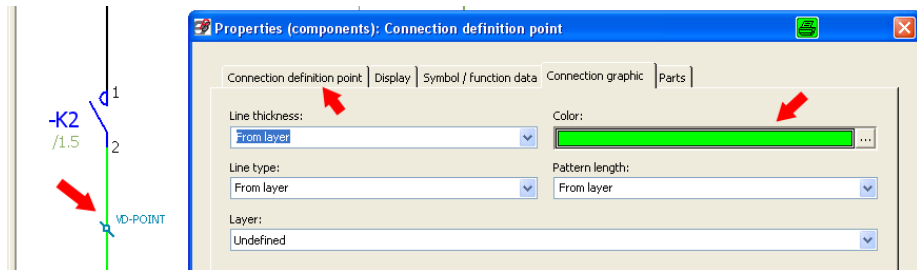 Properties (components): Connection definition point
Connection definition point Display Symbol / function data Connection graphic Parts
1
-K2
/1.5
2
VD-POINT
Line thickness:
From layer
Color:
...
Line type:
From layer
Pattern length:
From layer
Layer:
Undefined